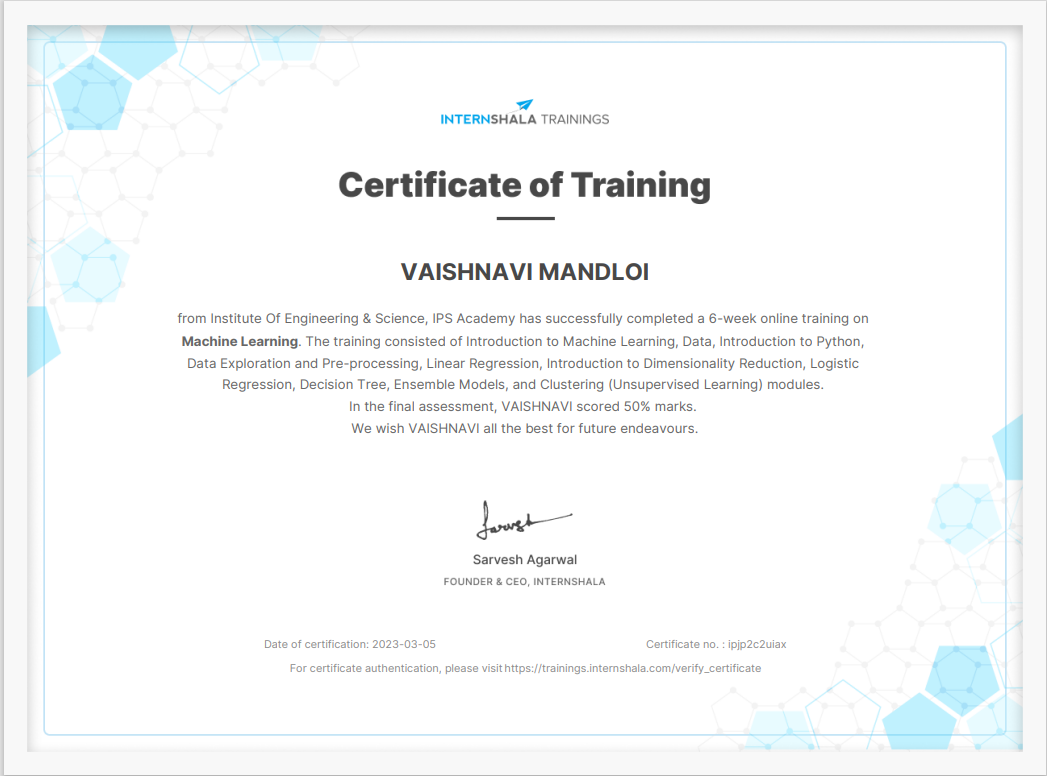 INTERNSHALA TRAININGS
Certificate of Training
VAISHNAVI MANDLOI
from Institute Of Engineering & Science, IPS Academy has successfully completed a 6-week online training on
Machine Learning. The training consisted of Introduction to Machine Learning, Data, Introduction to Python,
Data Exploration and Pre-processing, Linear Regression, Introduction to Dimensionality Reduction, Logistic
Regression, Decision Tree, Ensemble Models, and Clustering (Unsupervised Learning) modules.
In the final assessment, VAISHNAVI scored 50% marks.
We wish VAISHNAVI all the best for future endeavours.
Sarvesh
Sarvesh Agarwal
FOUNDER & CEO, INTERNSHALA
Date of certification: 2023-03-05 Certificate no. : ipjp2c2uiax
For certificate authentication, please visit https://trainings.internshala.com/verify_certificate